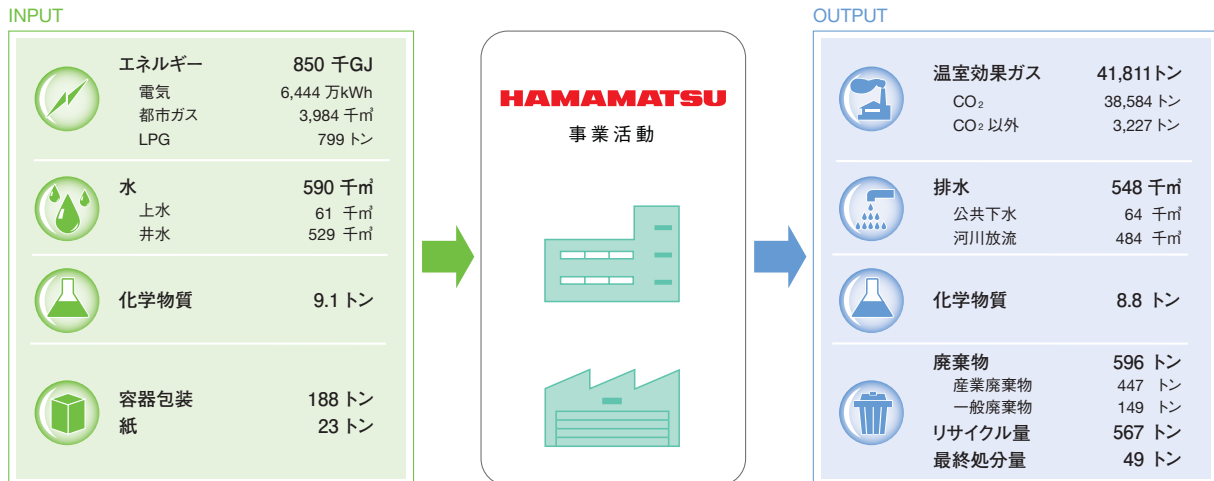 INPUT
エネルギー 850 千GJ
電気 6,444 万kWh
都市ガス 3,984 千㎥
LPG 799 トン
水 590 千㎥
上水 61 千㎥
井水 529 千㎥
化学物質 9.1 トン
容器包装 188 トン
紙 23 トン
HAMAMATSU
事業活動
OUTPUT
温室効果ガス 41,811トン
CO₂ 38,584 トン
CO₂ 以外 3,227 トン
排水 548 千㎥
公共下水 64 千㎥
河川放流 484 千㎥
化学物質 8.8 トン
廃棄物 596 トン
産業廃棄物 447 トン
一般廃棄物 149 トン
リサイクル量 567 トン
最終処分量 49 トン